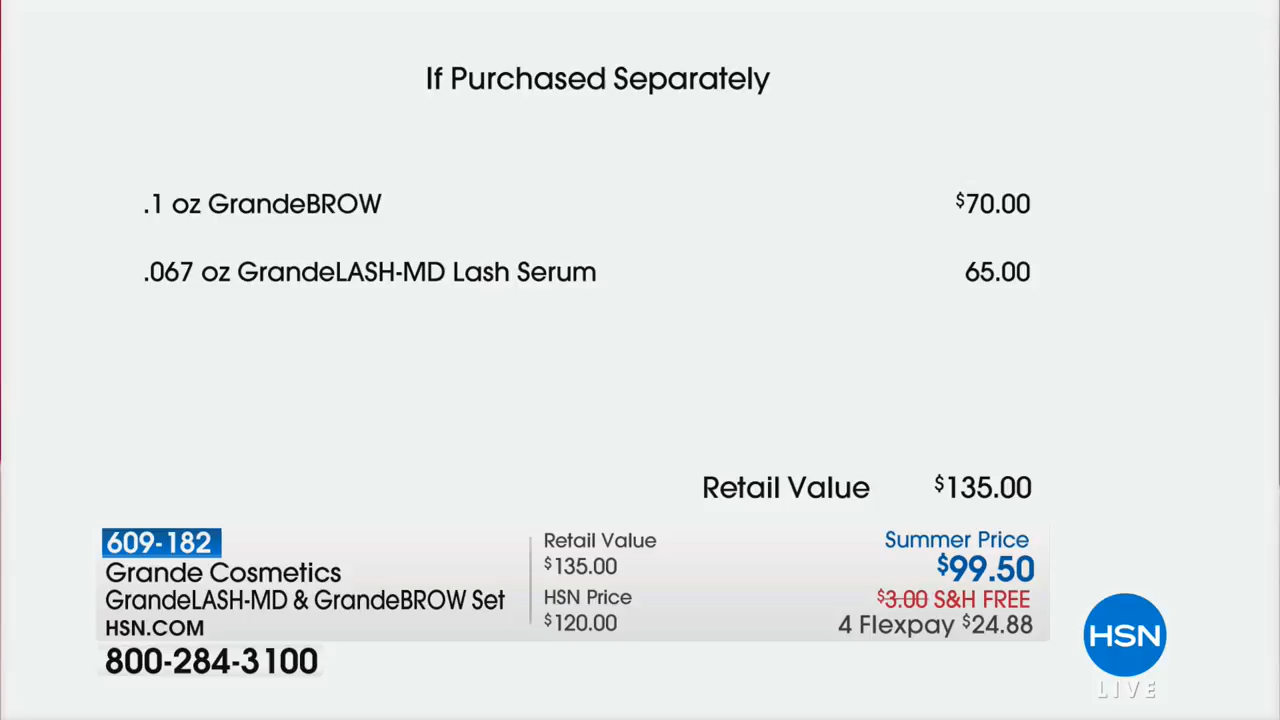 If Purchased Separately
.1 oz GrandeBROW $70.00
.067 oz GrandeLASH-MD Lash Serum 65.00
Retail Value $135.00
609-182
Grande Cosmetics
GrandeLASH-MD & GrandeBROW Set
HSN.COM
800-284-3100
Retail Value
$135.00
HSN Price
$120.00
Summer Price
$99.50
$3.00 S&H FREE
4 Flexpay $24.88
HSN
LIVE